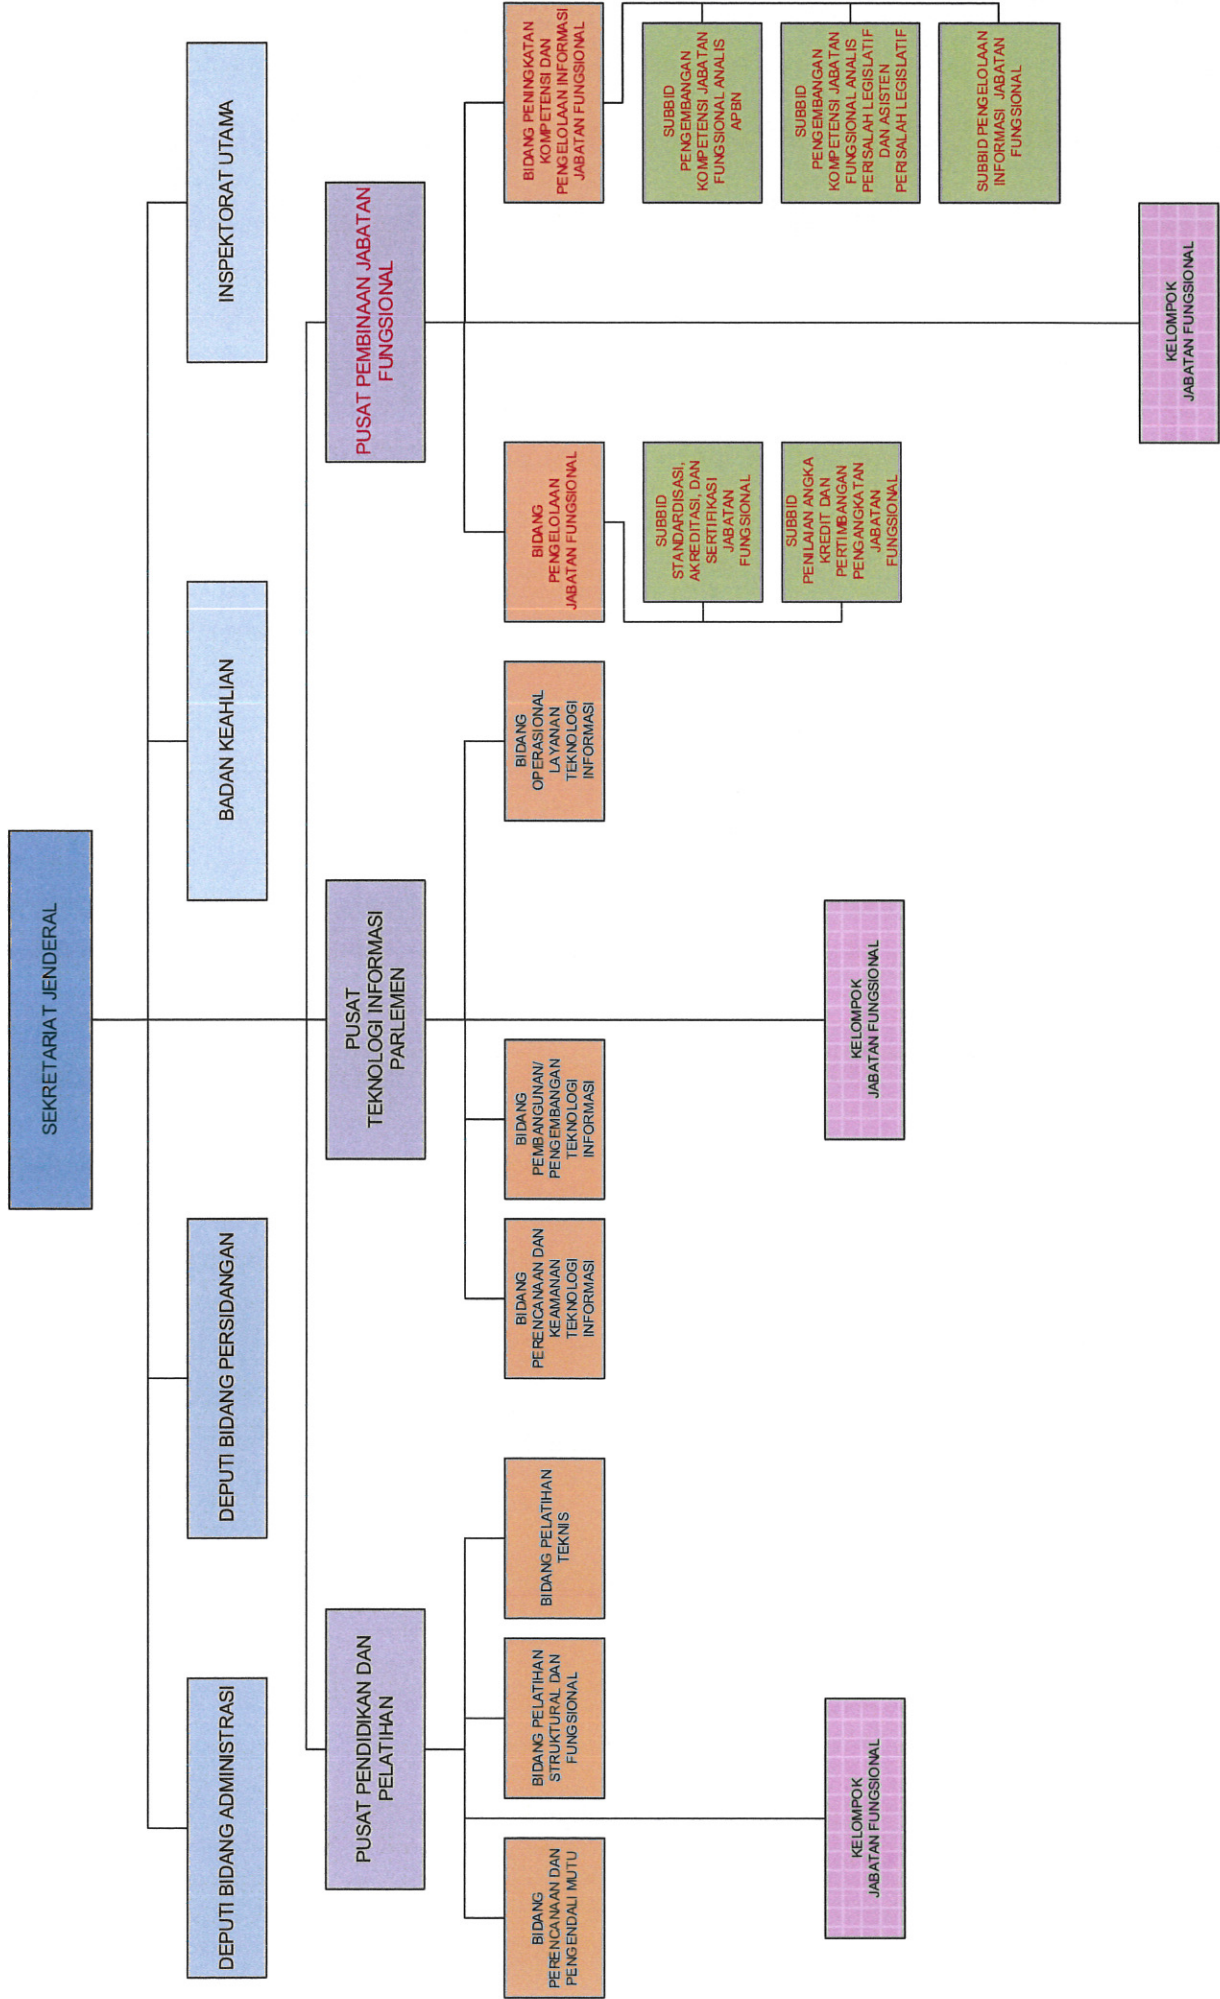 SEKRETARIAT JENDERAL
DEPUTI BIDANG ADMINISTRASI
DEPUTI BIDANG PERSIDANGAN
BADAN KEAHLIAN
INSPEKTORAT UTAMA
PUSAT PENDIDIKAN DAN
PELATIHAN
PUSAT
TEKNOLOGI INFORMASI
PARLEMEN
PUSAT PEMBINAAN JABATAN
FUNGSIONAL
BIDANG
PERENCANAAN DAN
PENGENDALI MUTU
BIDANG PELATIHAN
STRUKTURAL DAN
FUNGSIONAL
BIDANG PELATIHAN
TEKNIS
BIDANG
PERENCANAAN DAN
KEAMANAN
TEKNOLOGI
INFORMASI
BIDANG
PEMBANGUNAN/
PENGEMBANGAN
TEKNOLOGI
INFORMASI
BIDANG
OPERASIONAL
LAYANAN
TEKNOLOGI
INFORMASI
BIDANG
PENGELOLAAN
JABATAN FUNGSIONAL
BIDANG PENINGKATAN
KOMPETENSI DAN
PENGELOLAAN INFORMASI
JABATAN FUNGSIONAL
SUBBID
STANDARDISASI,
AKREDITASI, DAN
SERTIFIKASI
JABATAN
FUNGSIONAL
SUBBID
PENILAIAN ANGKA
KREDIT DAN
PERTIMBANGAN
PENGANGKATAN
JABATAN
FUNGSIONAL
SUBBID
PENGEMBANGAN
KOMPETENSI JABATAN
FUNGSIONAL ANALIS
APBN
SUBBID
PENGEMBANGAN
KOMPETENSI JABATAN
FUNGSIONAL ANALIS
PERISALAH LEGISLATIF
DAN ASISTEN
PERISALAH LEGISLATIF
SUBBID PENGELOLAAN
INFORMASI JABATAN
FUNGSIONAL
KELOMPOK
JABATAN FUNGSIONAL
KELOMPOK
JABATAN FUNGSIONAL
KELOMPOK
JABATAN FUNGSIONAL